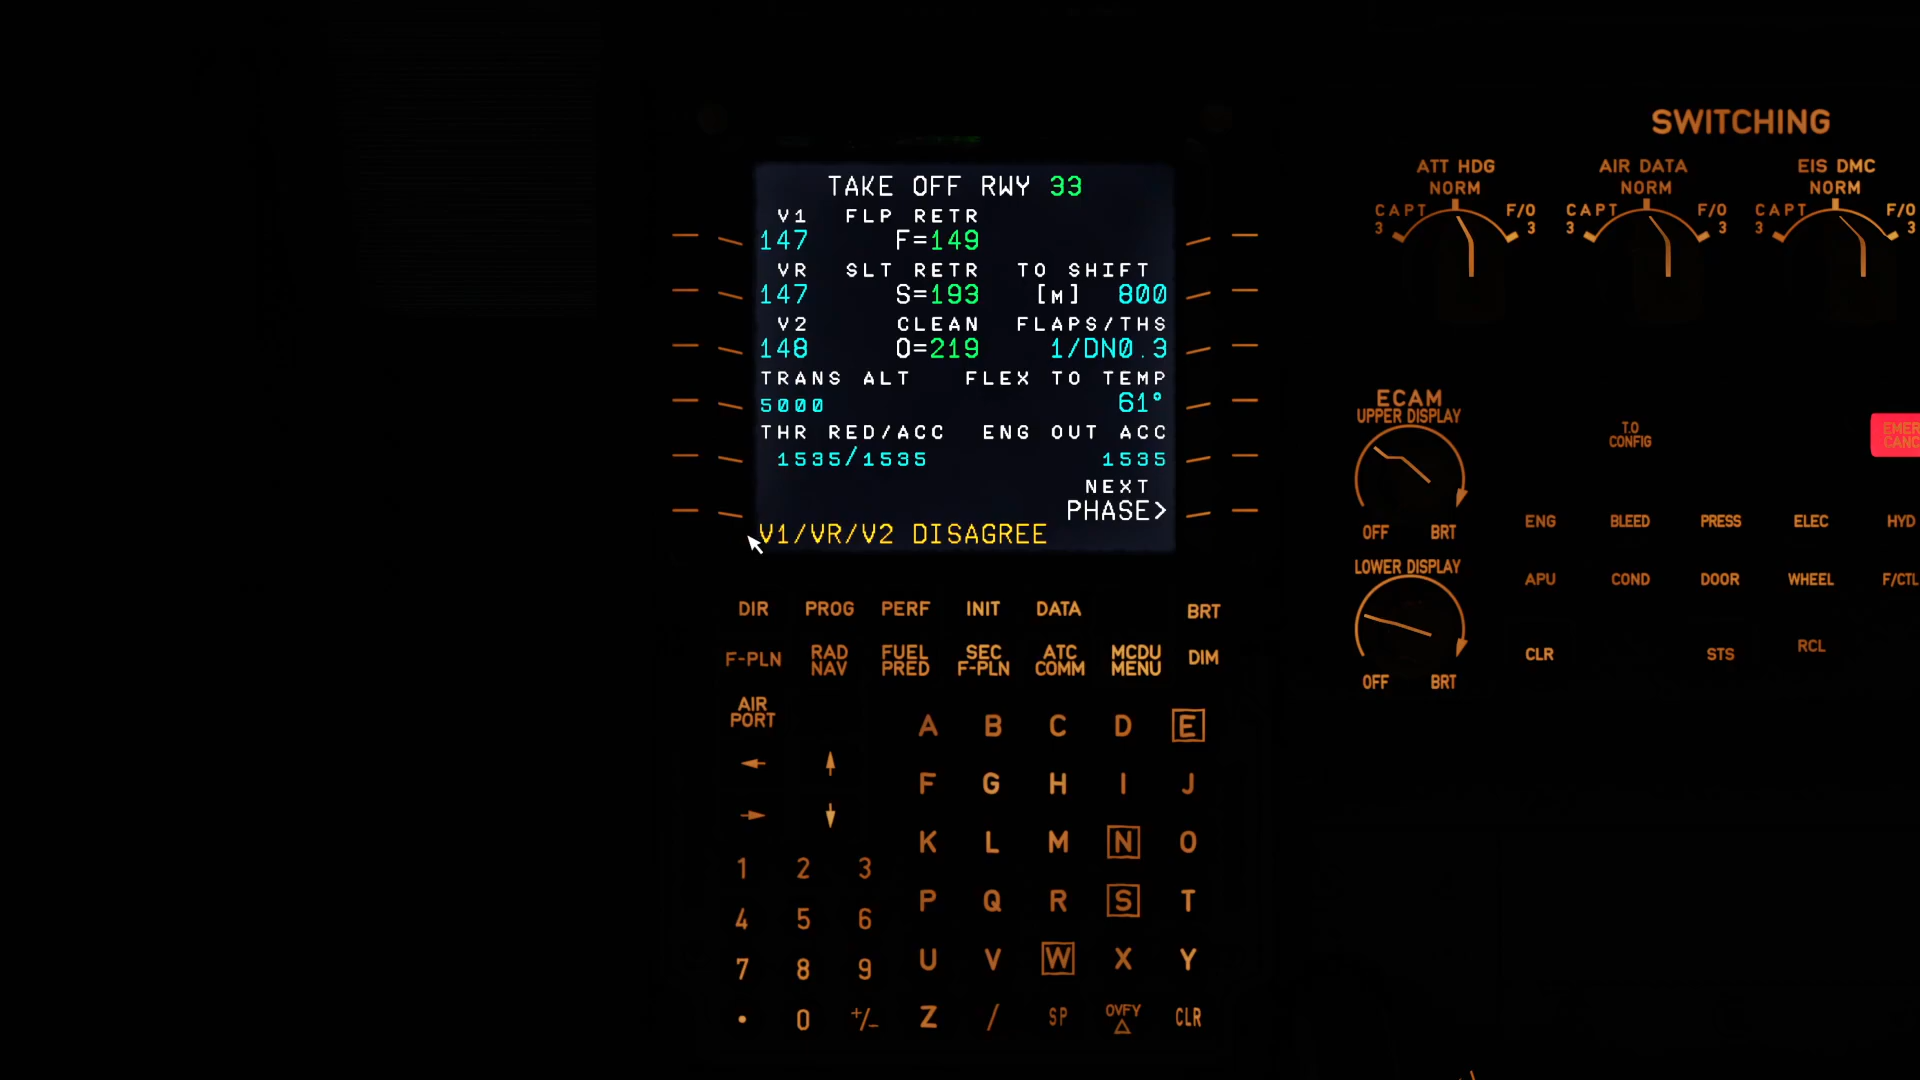 TAKE OFF RWY 33
V1 FLP RETR
147 F=149
VR SLT RETR TO SHIFT
147 S=193 [M] 800
V2 CLEAN FLAPS/THS
148 O=219 1/DN0.3
TRANS ALT FLEX TO TEMP
5000 61°
THR RED/ACC ENG OUT ACC
1535/1535 1535
NEXT
PHASE>
V1/VR/V2 DISAGREE
DIR PROG PERF INIT DATA BRT
F-PLN RAD NAV FUEL PRED SEC F-PLN ATC COMM MCDU MENU DIM
AIR PORT
A B C D E
F G H I J
K L M N O
1 2 3
P Q R S T
4 5 6
U V W X Y
7 8 9
. 0 +/- Z / SP OVFY Δ CLR
SWITCHING
ATT HDG AIR DATA EIS DMC
NORM NORM NORM
CAPT F/O CAPT F/O CAPT F/O
3 3 3 3 3 3
ECAM
UPPER DISPLAY
OFF BRT
LOWER DISPLAY
OFF BRT
T.O
CONFIG
EMER
CANC
ENG BLEED PRESS ELEC HYD
APU COND DOOR WHEEL F/CTL
CLR STS RCL